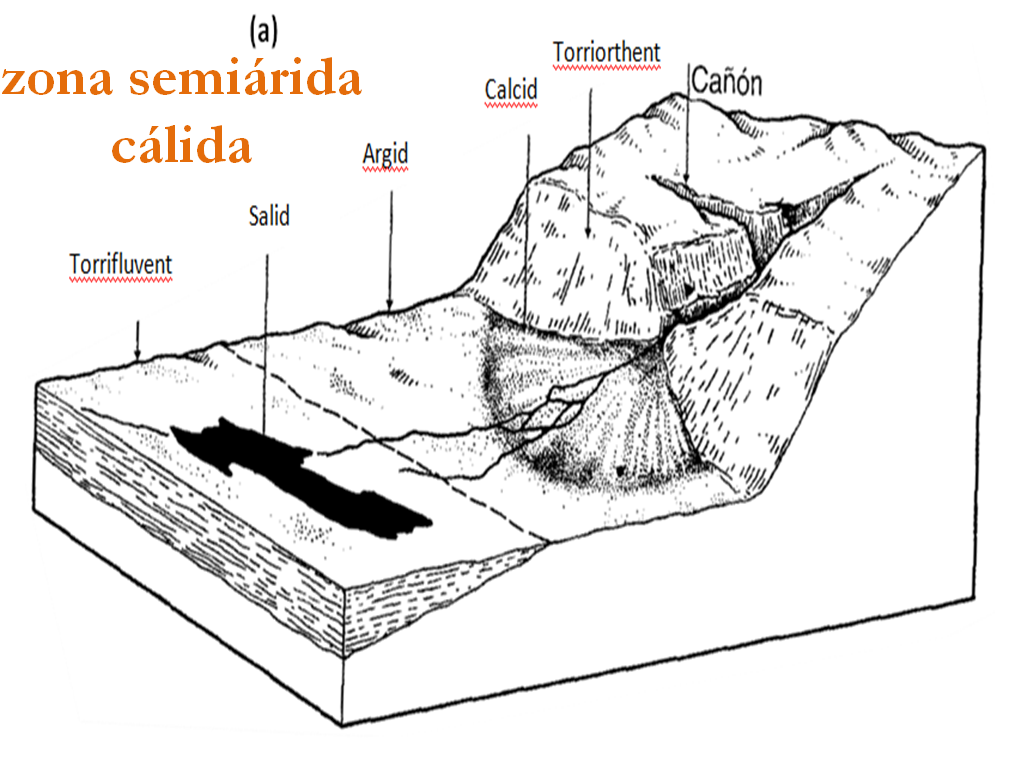 (a)
zona semiárida
cálida
Torriorthent
Calcid
Cañón
Argid
Salid
Torrifluvent